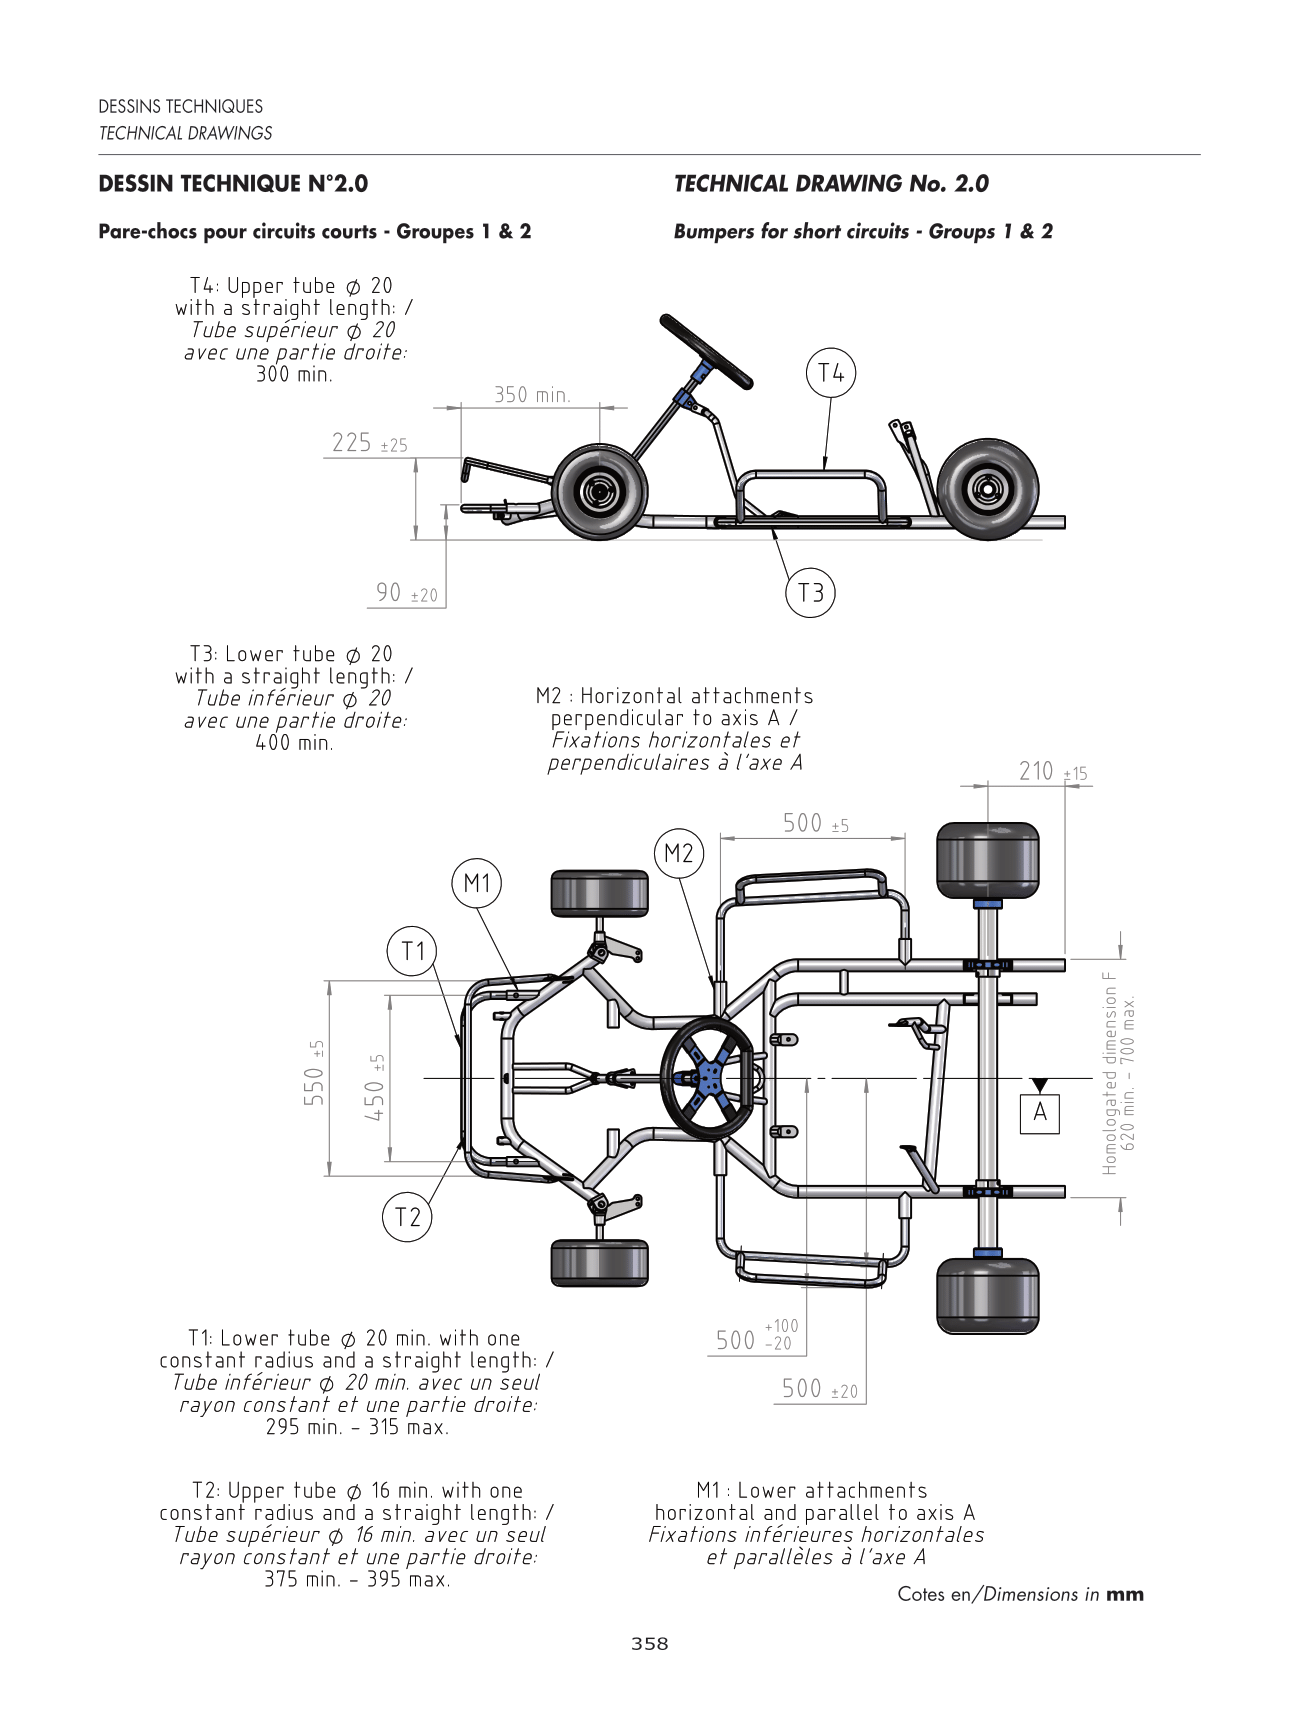 DESSINS TECHNIQUES
TECHNICAL DRAWINGS
DESSIN TECHNIQUE N°2.0
TECHNICAL DRAWING No. 2.0
Pare-chocs pour circuits courts - Groupes 1 & 2
Bumpers for short circuits - Groups 1 & 2
T4: Upper tube ϕ 20
with a straight length: /
Tube supérieur ϕ 20
avec une partie droite:
300 min.
T4
350 min.
225 ±25
90 ±20
T3
T3: Lower tube ϕ 20
with a straight length: /
Tube inférieur ϕ 20
avec une partie droite:
400 min.
M2 : Horizontal attachments
perpendicular to axis A /
Fixations horizontales et
perpendiculaires à l'axe A
210 ±15
500 ±5
M2
M1
T1
550 ±5
450 ±5
A
Homologated dimension F
620 min. - 700 max.
T2
500 +100 -20
500 ±20
T1: Lower tube ϕ 20 min. with one
constant radius and a straight length: /
Tube inférieur ϕ 20 min. avec un seul
rayon constant et une partie droite:
295 min. - 315 max.
T2: Upper tube ϕ 16 min. with one
constant radius and a straight length: /
Tube supérieur ϕ 16 min. avec un seul
rayon constant et une partie droite:
375 min. - 395 max.
M1 : Lower attachments
horizontal and parallel to axis A
Fixations inférieures horizontales
et parallèles à l'axe A
Cotes en/Dimensions in mm
358